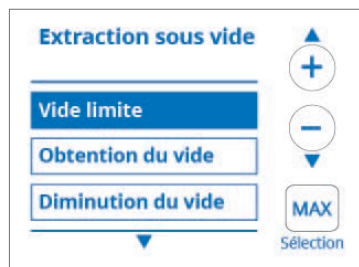 Extraction sous vide
+
Vide limite
−
Obtention du vide
Diminution du vide
MAX
Sélection